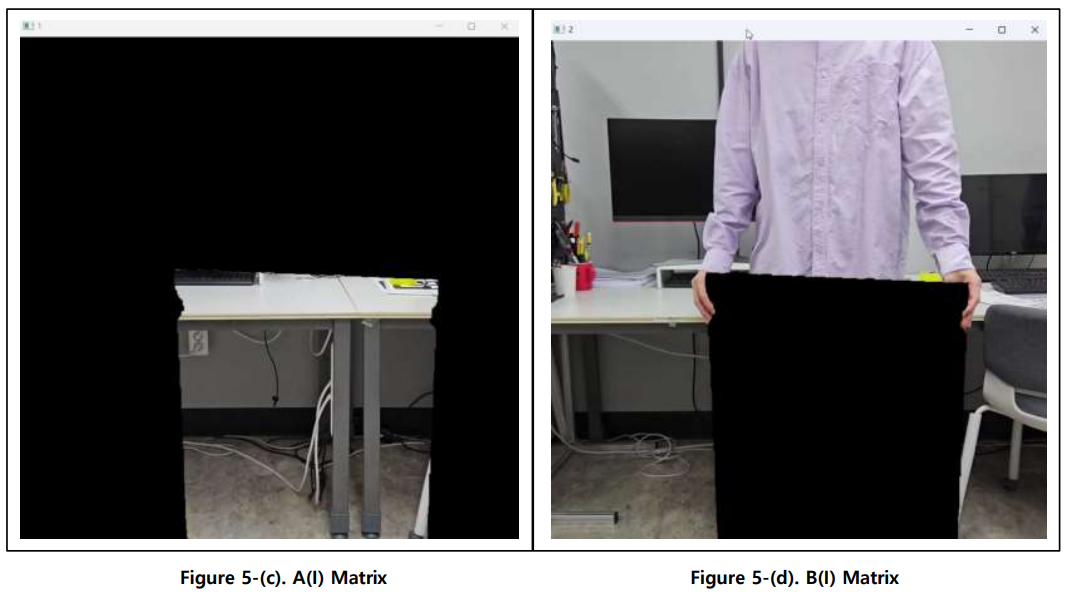 1
2
Figure 5-(c). A(I) Matrix
Figure 5-(d). B(I) Matrix